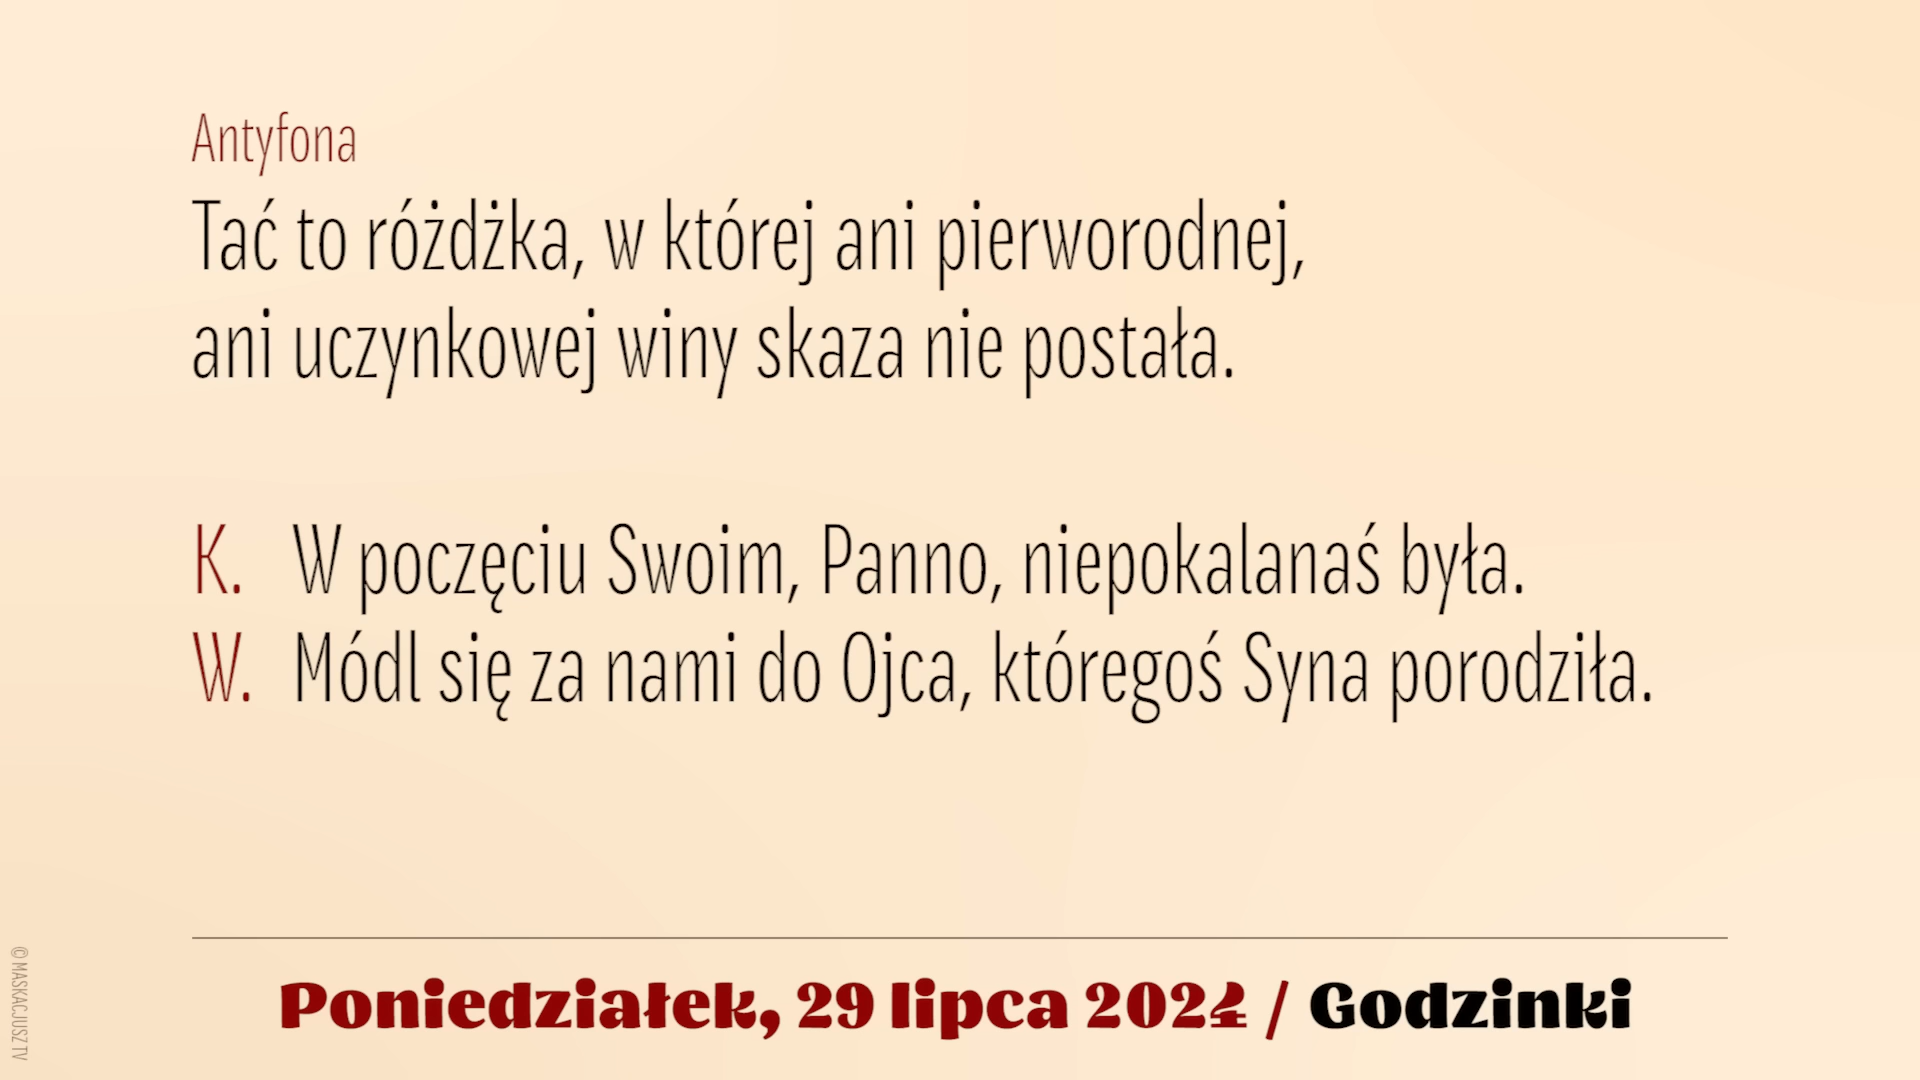 Antyfona
Tać to różdżka, w której ani pierworodnej,
ani uczynkowej winy skaza nie postała.
K. W poczęciu Swoim, Panno, niepokalanaś była.
W. Módl się za nami do Ojca, któregoś Syna porodziła.
Poniedziałek, 29 lipca 2024 / Godzinki
© MASKACJUSZ TV